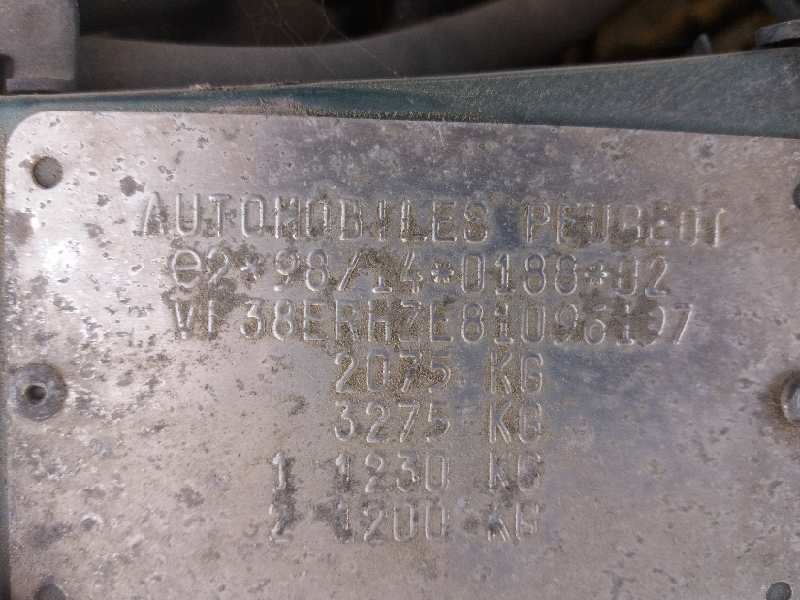 AUTOMOBILES PEUGEOT
e2*98/14*0188*02
VF38ERHZE81096197
2075 KG
3275 KG
1 1230 KG
2 1200 KG